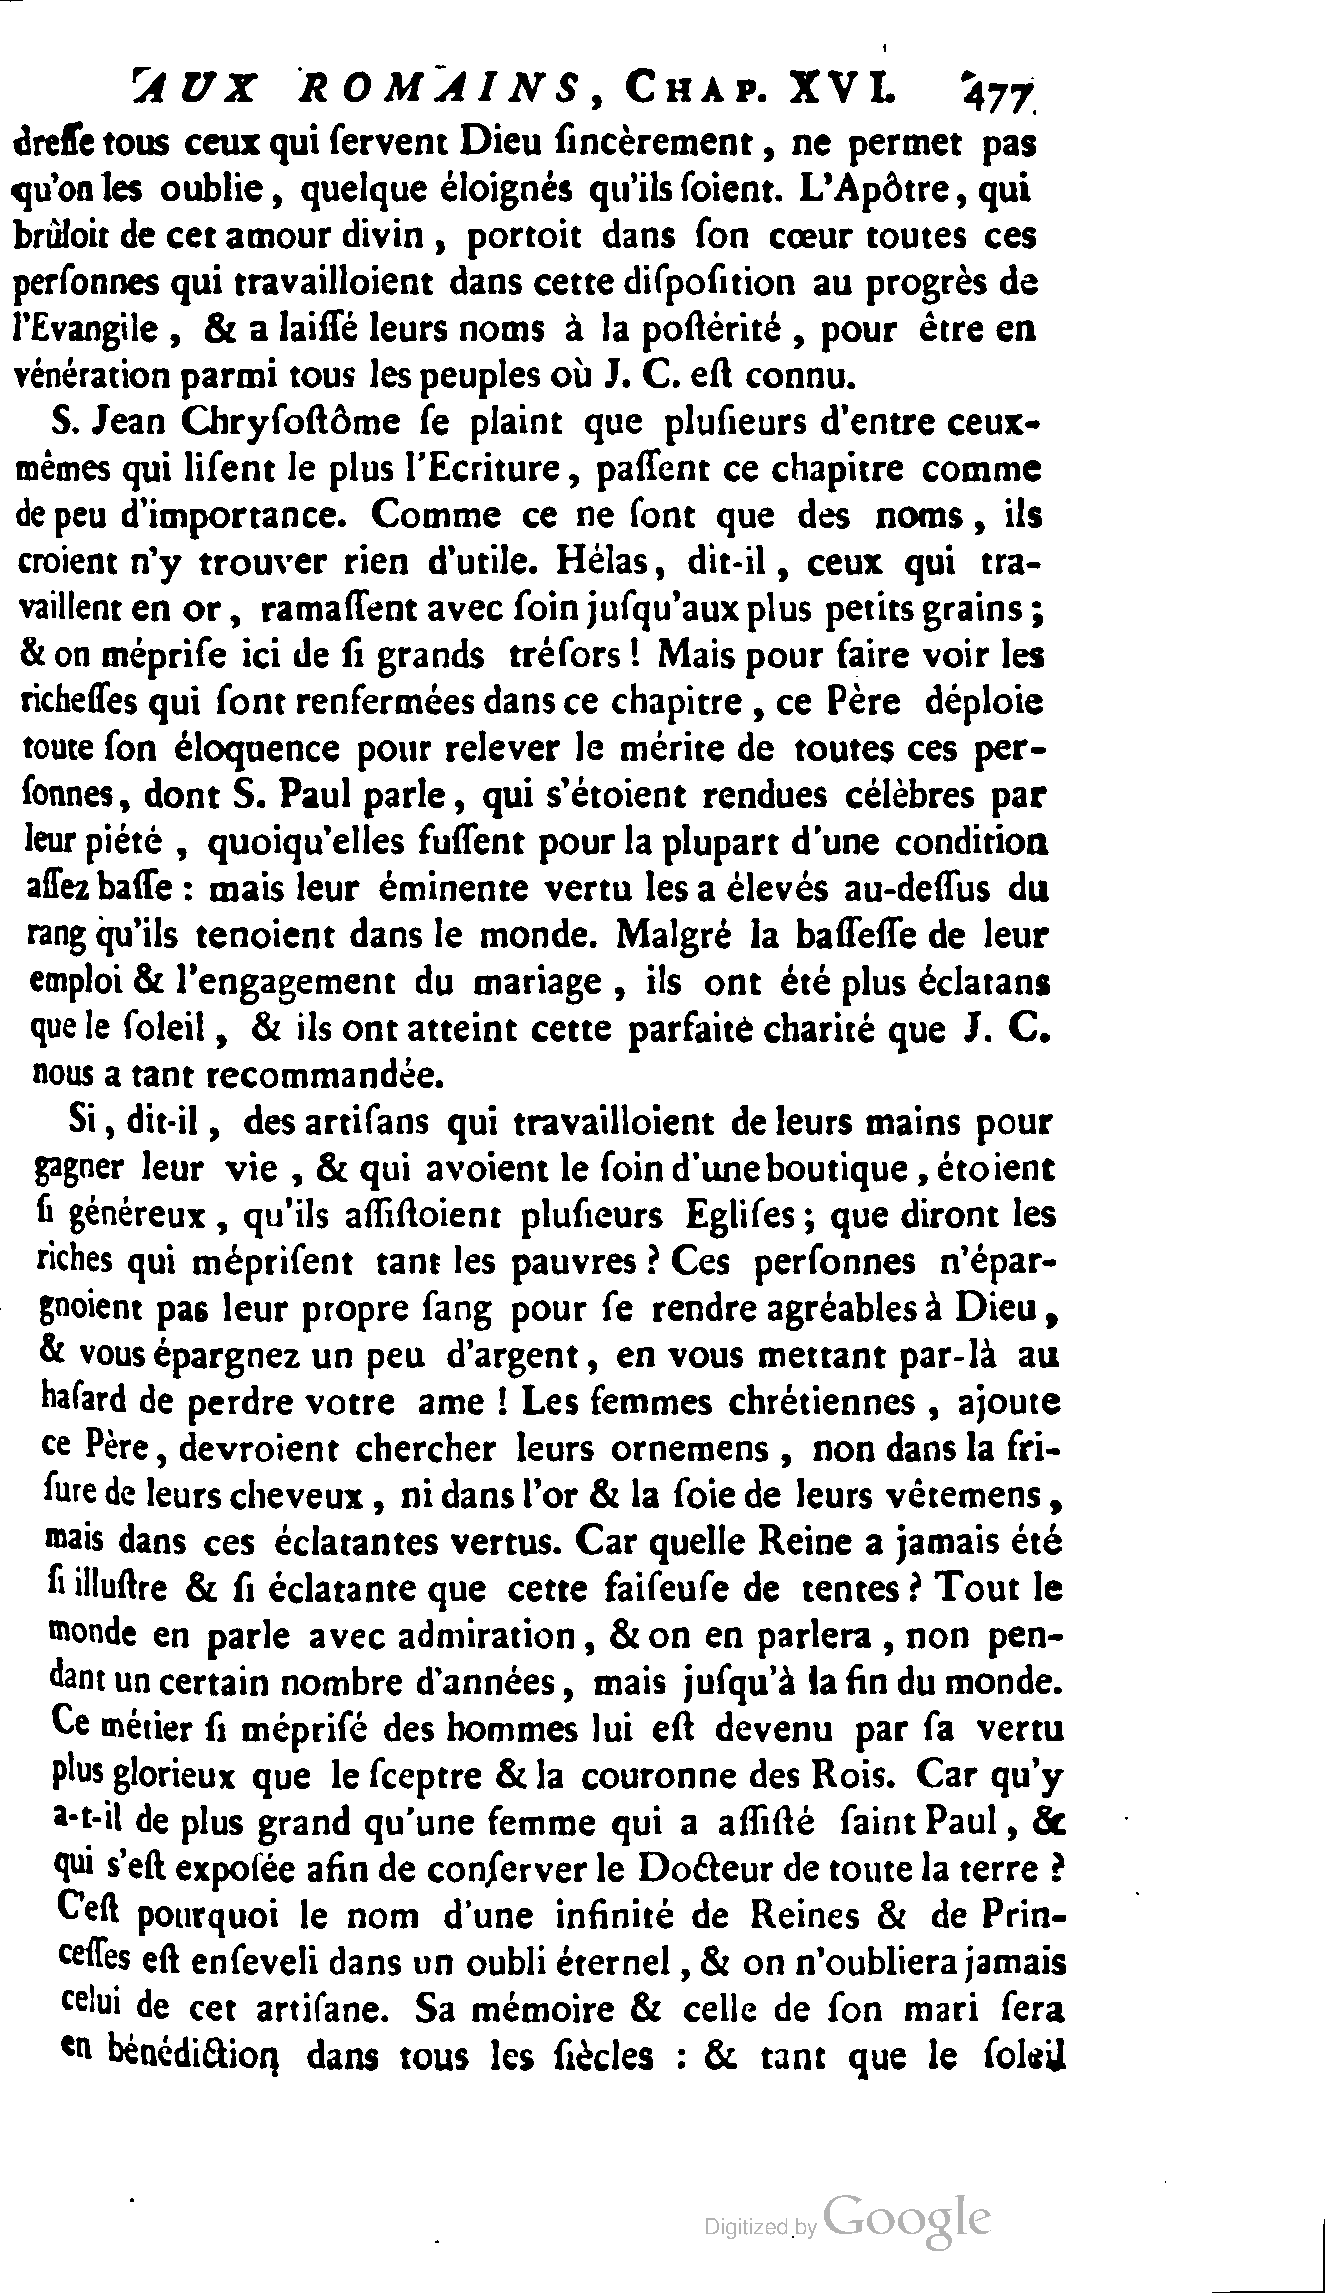 AUX ROMAINS, CHAP. XVI. 477
dreſſe tous ceux qui ſervent Dieu ſincèrement, ne permet pas
qu'on les oublie, quelque éloignés qu'ils ſoient. L'Apôtre, qui
brûloit de cet amour divin, portoit dans ſon cœur toutes ces
perſonnes qui travailloient dans cette diſpoſition au progrès de
l'Evangile, & a laiſſé leurs noms à la poſtérité, pour être en
vénération parmi tous les peuples où J. C. eſt connu.
S. Jean Chryſoſtôme ſe plaint que pluſieurs d'entre ceux-
mêmes qui liſent le plus l'Ecriture, paſſent ce chapitre comme
de peu d'importance. Comme ce ne ſont que des noms, ils
croient n'y trouver rien d'utile. Hélas, dit-il, ceux qui tra-
vaillent en or, ramaſſent avec ſoin juſqu'aux plus petits grains;
& on mépriſe ici de ſi grands tréſors! Mais pour faire voir les
richeſſes qui ſont renfermées dans ce chapitre, ce Père déploie
toute ſon éloquence pour relever le mérite de toutes ces per-
ſonnes, dont S. Paul parle, qui s'étoient rendues célèbres par
leur piété, quoiqu'elles fuſſent pour la plupart d'une condition
aſſez baſſe: mais leur éminente vertu les a élevés au-deſſus du
rang qu'ils tenoient dans le monde. Malgré la baſſeſſe de leur
emploi & l'engagement du mariage, ils ont été plus éclatans
que le ſoleil, & ils ont atteint cette parfaite charité que J. C.
nous a tant recommandée.
Si, dit-il, des artiſans qui travailloient de leurs mains pour
gagner leur vie, & qui avoient le ſoin d'une boutique, étoient
ſi généreux, qu'ils aſſiſtoient pluſieurs Egliſes; que diront les
riches qui mépriſent tant les pauvres? Ces perſonnes n'épar-
gnoient pas leur propre ſang pour ſe rendre agréables à Dieu,
& vous épargnez un peu d'argent, en vous mettant par-là au
haſard de perdre votre ame! Les femmes chrétiennes, ajoute
ce Père, devroient chercher leurs ornemens, non dans la fri-
ſure de leurs cheveux, ni dans l'or & la ſoie de leurs vêtemens,
mais dans ces éclatantes vertus. Car quelle Reine a jamais été
ſi illuſtre & ſi éclatante que cette faiſeuſe de tentes? Tout le
monde en parle avec admiration, & on en parlera, non pen-
dant un certain nombre d'années, mais juſqu'à la fin du monde.
Ce métier ſi mépriſé des hommes lui eſt devenu par ſa vertu
plus glorieux que le ſceptre & la couronne des Rois. Car qu'y
a-t-il de plus grand qu'une femme qui a aſſiſté ſaint Paul, &
qui s'eſt expoſée afin de conſerver le Docteur de toute la terre?
C'eſt pourquoi le nom d'une infinité de Reines & de Prin-
ceſſes eſt enſeveli dans un oubli éternel, & on n'oubliera jamais
celui de cet artiſane. Sa mémoire & celle de ſon mari ſera
en bénédiction dans tous les ſiècles: & tant que le ſoleil
Digitized by Google